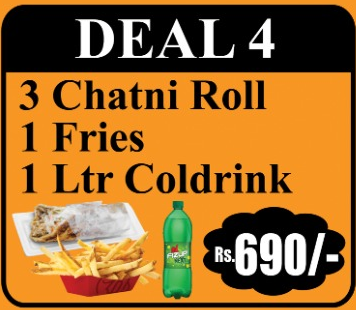 DEAL 4
3 Chatni Roll
1 Fries
1 Ltr Coldrink
Rs.690/-